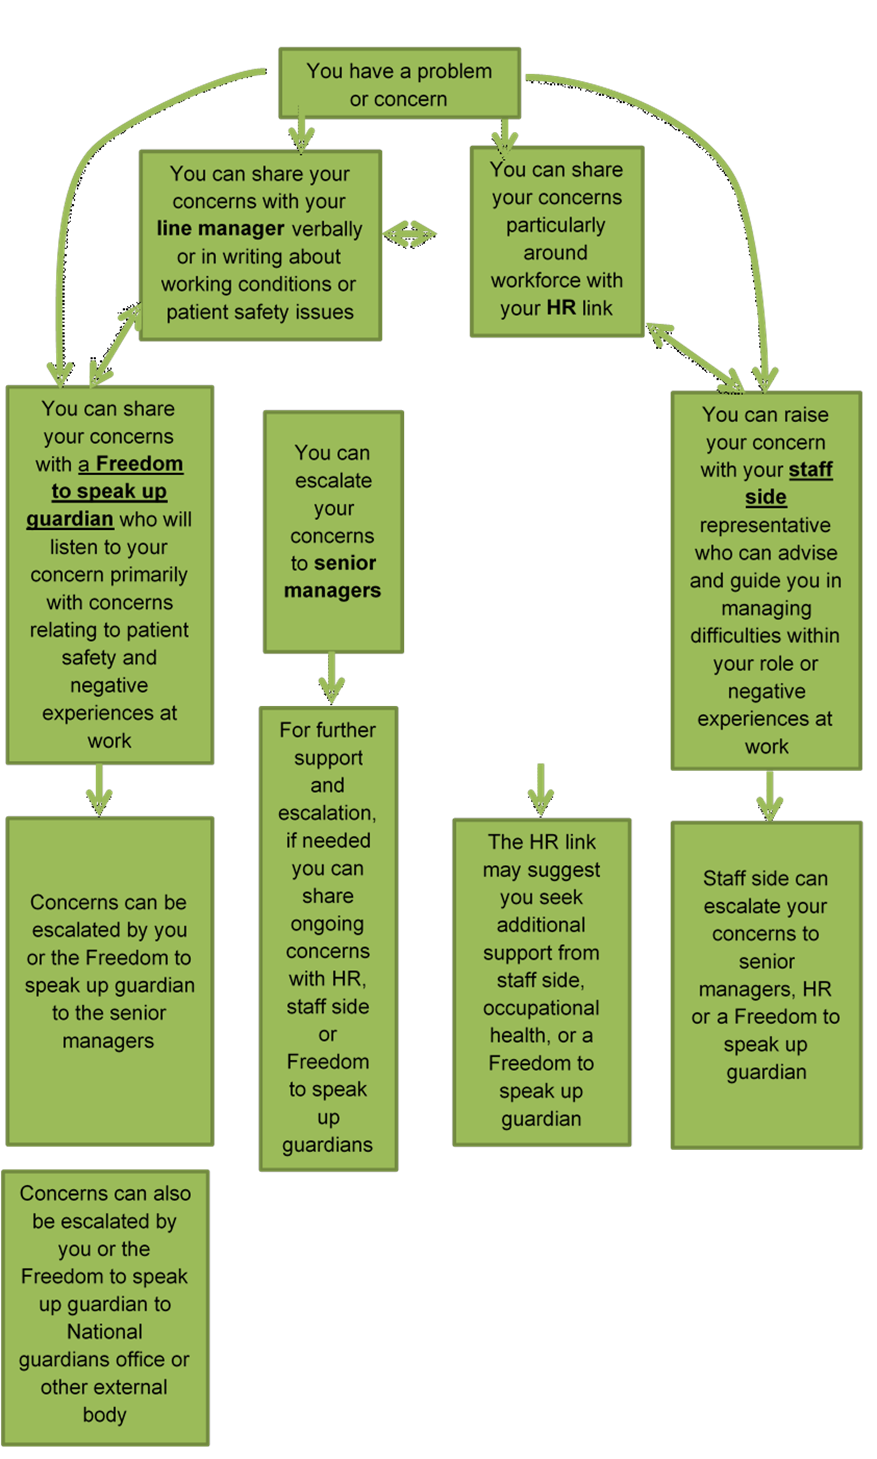 You have a problem
or concern
You can share your
concerns with your
line manager verbally
or in writing about
working conditions or
patient safety issues
You can share
your concerns
particularly
around
workforce with
your HR link
You can share
your concerns
with a Freedom
to speak up
guardian who will
listen to your
concern primarily
with concerns
relating to patient
safety and
negative
experiences at
work
You can
escalate
your
concerns
to senior
managers
You can raise
your concern
with your staff
side
representative
who can advise
and guide you in
managing
difficulties within
your role or
negative
experiences at
work
Concerns can be
escalated by you
or the Freedom to
speak up guardian
to the senior
managers
For further
support
and
escalation,
if needed
you can
share
ongoing
concerns
with HR,
staff side
or
Freedom
to speak
up
guardians
The HR link
may suggest
you seek
additional
support from
staff side,
occupational
health, or a
Freedom to
speak up
guardian
Staff side can
escalate your
concerns to
senior
managers, HR
or a Freedom to
speak up
guardian
Concerns can also
be escalated by
you or the
Freedom to speak
up guardian to
National
guardians office or
other external
body